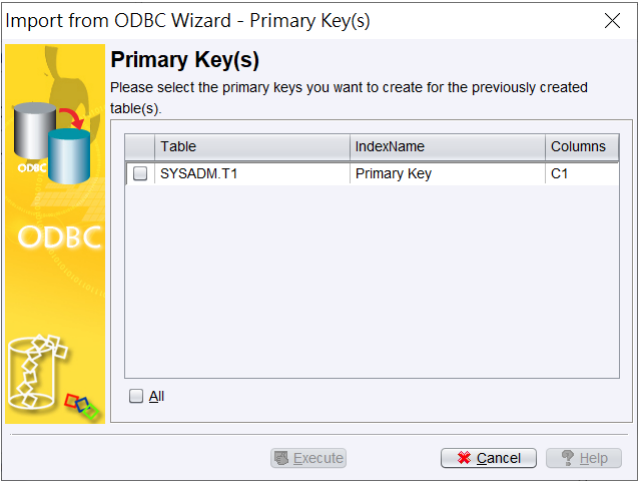 Import from ODBC Wizard - Primary Key(s)
Primary Key(s)
Please select the primary keys you want to create for the previously created
table(s).
Table IndexName Columns
SYSADM.T1 Primary Key C1
ODBC
ODBC
All
Execute Cancel Help